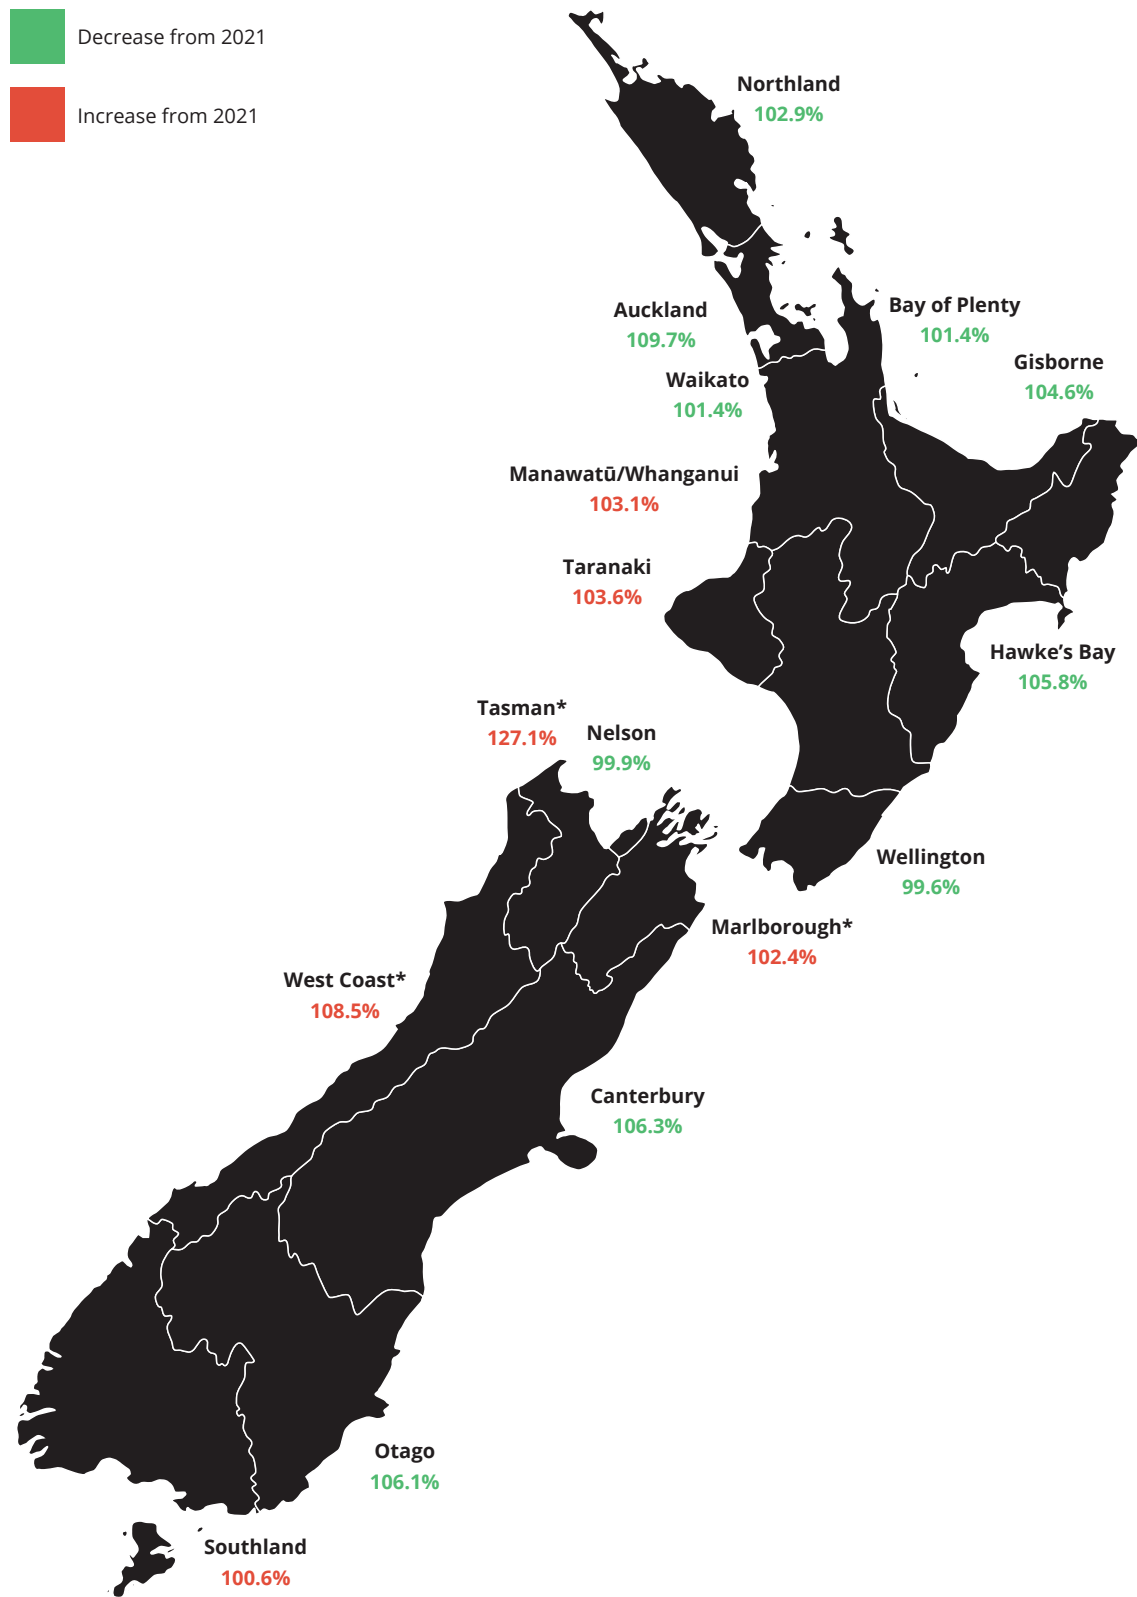 Decrease from 2021
Increase from 2021
Northland
102.9%
Auckland
109.7%
Bay of Plenty
101.4%
Waikato
101.4%
Gisborne
104.6%
Manawatū/Whanganui
103.1%
Taranaki
103.6%
Hawke’s Bay
105.8%
Tasman*
127.1%
Nelson
99.9%
Wellington
99.6%
Marlborough*
102.4%
West Coast*
108.5%
Canterbury
106.3%
Otago
106.1%
Southland
100.6%